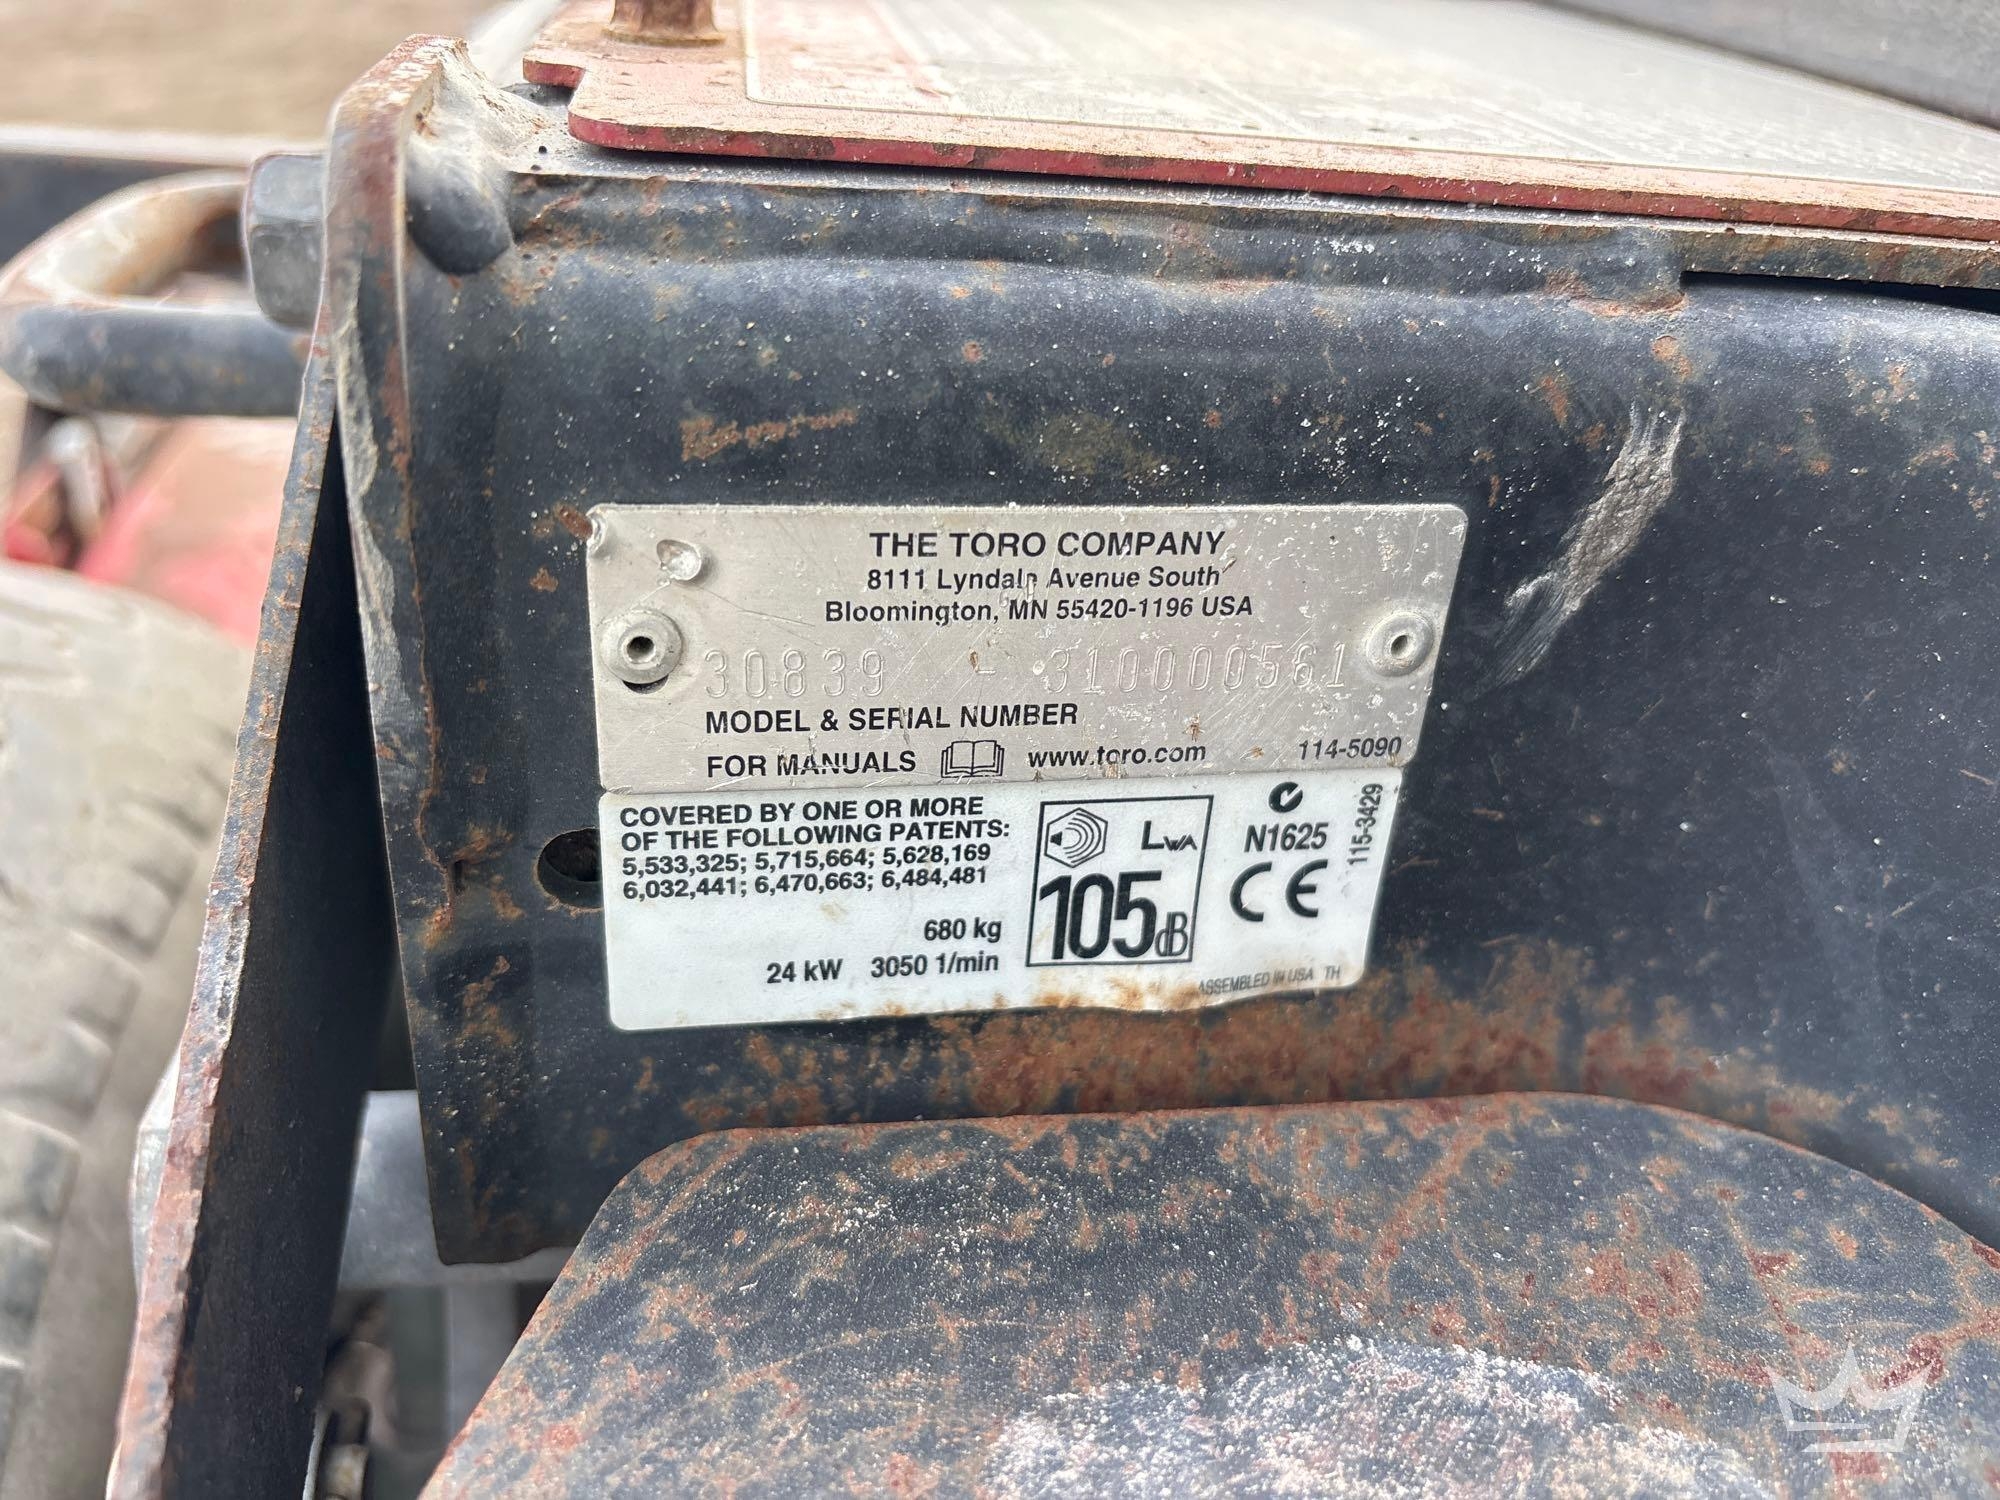 THE TORO COMPANY
8111 Lyndale Avenue South
Bloomington, MN 55420-1196 USA
30839 - 310000561
MODEL & SERIAL NUMBER
FOR MANUALS www.toro.com 114-5090
COVERED BY ONE OR MORE
OF THE FOLLOWING PATENTS:
5,533,325; 5,715,664; 5,628,169
6,032,441; 6,470,663; 6,484,481
680 kg
24 kW 3050 1/min
LWA
105dB
N1625
CE
115-3429
ASSEMBLED IN USA TH